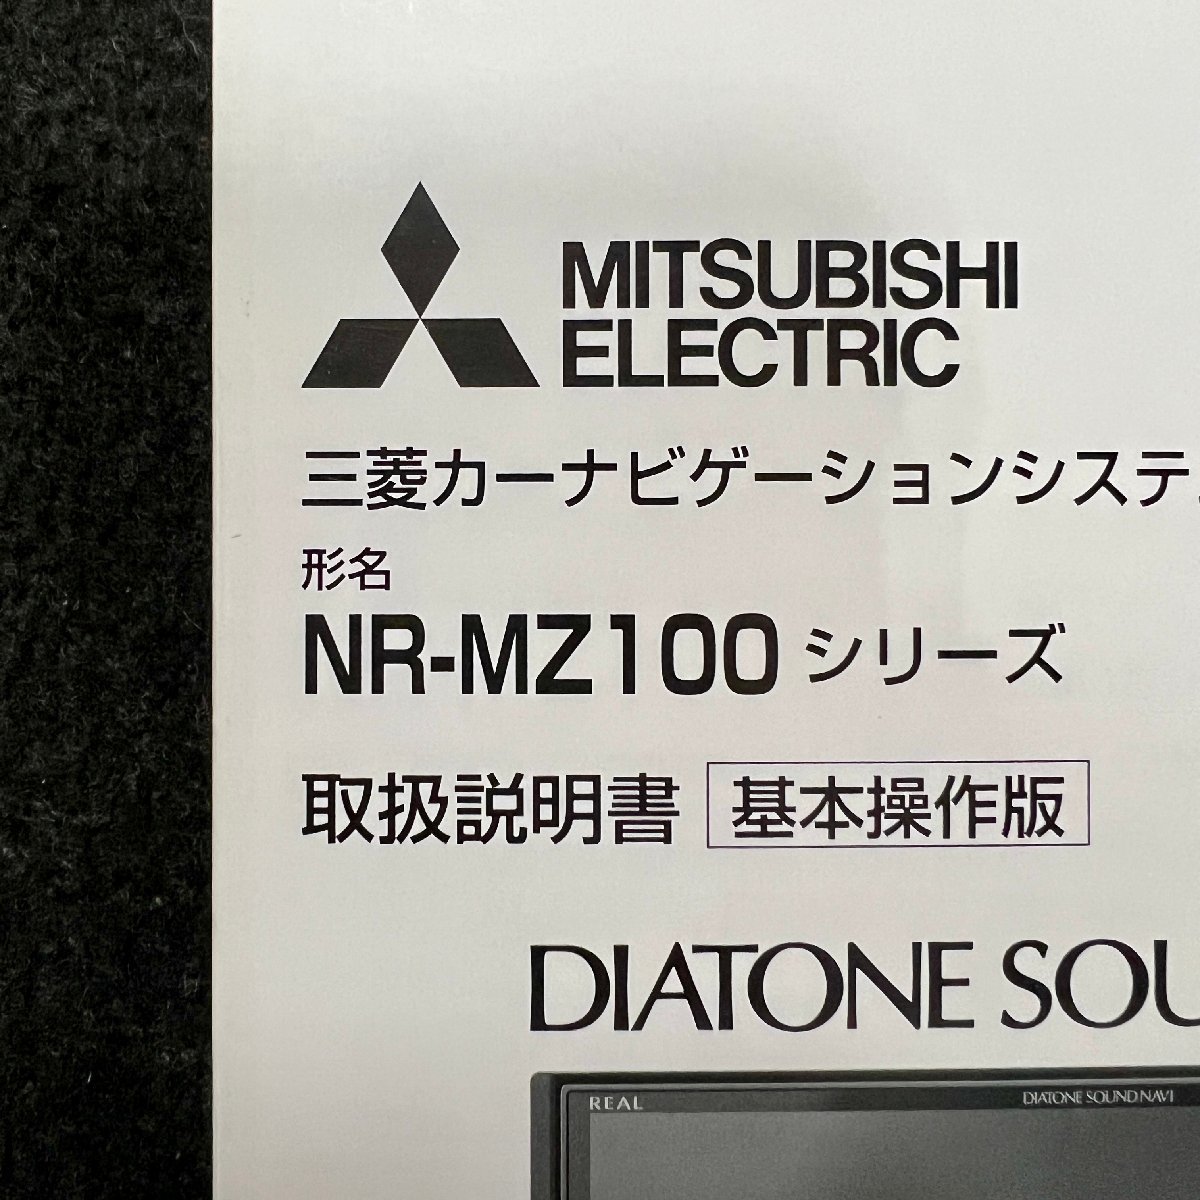 MITSUBISHI
ELECTRIC
三菱カーナビゲーションシステ
形名
NR-MZ100 シリーズ
取扱説明書 基本操作版
DIATONE SOU
REAL DIATONE SOUND NAVI